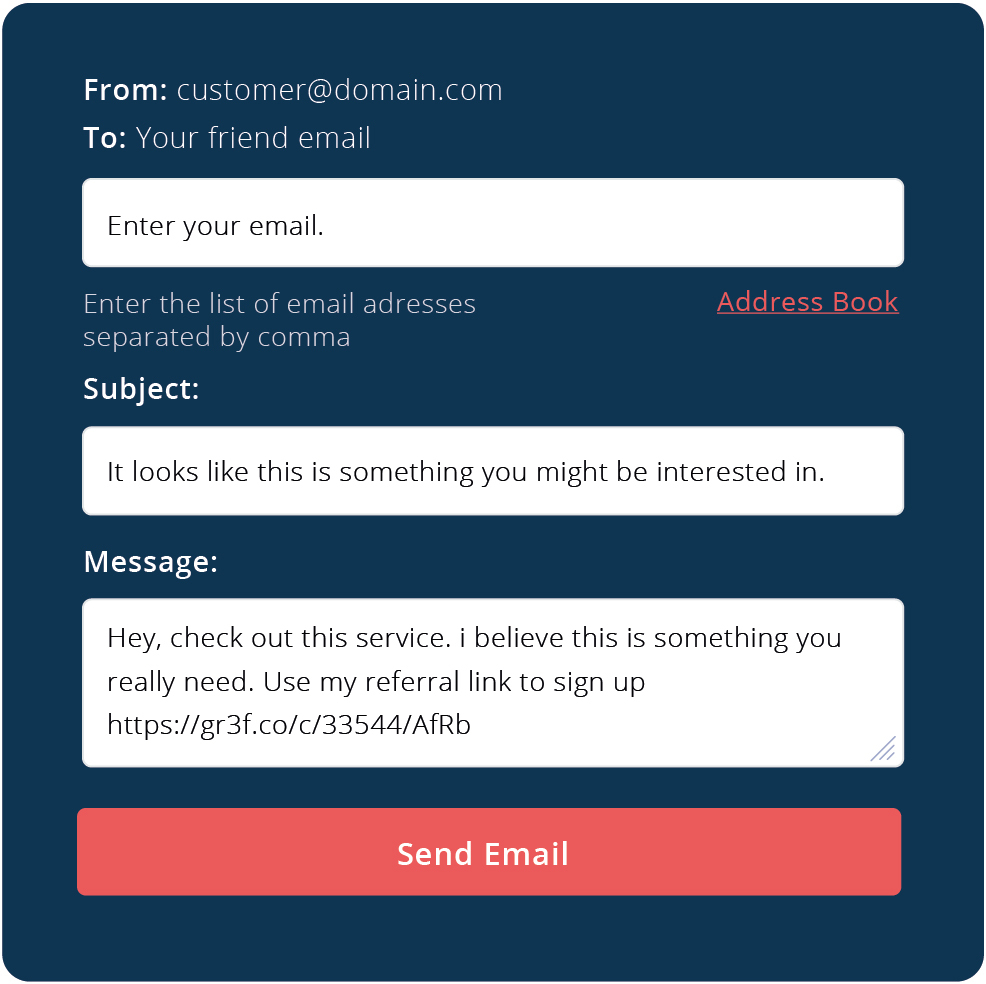 From: customer@domain.com
To: Your friend email
Enter your email.
Enter the list of email adresses
separated by comma
Address Book
Subject:
It looks like this is something you might be interested in.
Message:
Hey, check out this service. i believe this is something you
really need. Use my referral link to sign up
https://gr3f.co/c/33544/AfRb
Send Email